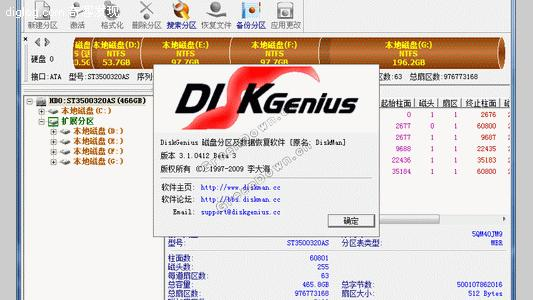 新建分区 激活 格式化 删除分区 搜索分区 恢复文件 备份分区 应用更改
硬盘 0
本地磁盘(D:)
NTFS
53.7GB
本地磁盘(E:)
NTFS
97.7GB
本地磁盘(F:)
NTFS
97.7GB
本地磁盘(G:)
NTFS
196.2GB
接口:ATA 型号:ST3500320AS 序列
数:63 总扇区数:976773168
HD0:ST3500320AS (466GB)
本地磁盘(C:)
扩展分区
本地磁盘(D:)
本地磁盘(E:)
本地磁盘(F:)
本地磁盘(G:)
DISKGENIUS
DiskGenius 磁盘分区及数据恢复软件 [原名: DiskMan]
版本 3.1.0412 Beta 3
版权所有 (C)1997-2009 李大海
软件主页: http://www.diskman.cc
软件论坛: http://bbs.diskman.cc
Email: support@diskgenius.cc
确定
起始柱面 磁头 扇区 终止柱面
0 1 1 2676
2677 0 1 60800
2677 1 1 9687
9688 1 1 22435
22436 1 1 35183
35184 1 1 60800
5QM40JM9
型号: ST3500320AS 分区表类型: MBR
柱面数: 60801
磁头数: 255
每道扇区数: 63
总容量: 465.8GB 总字节数: 500107862016
总扇区数: 976773168 扇区大小: 512 Bytes